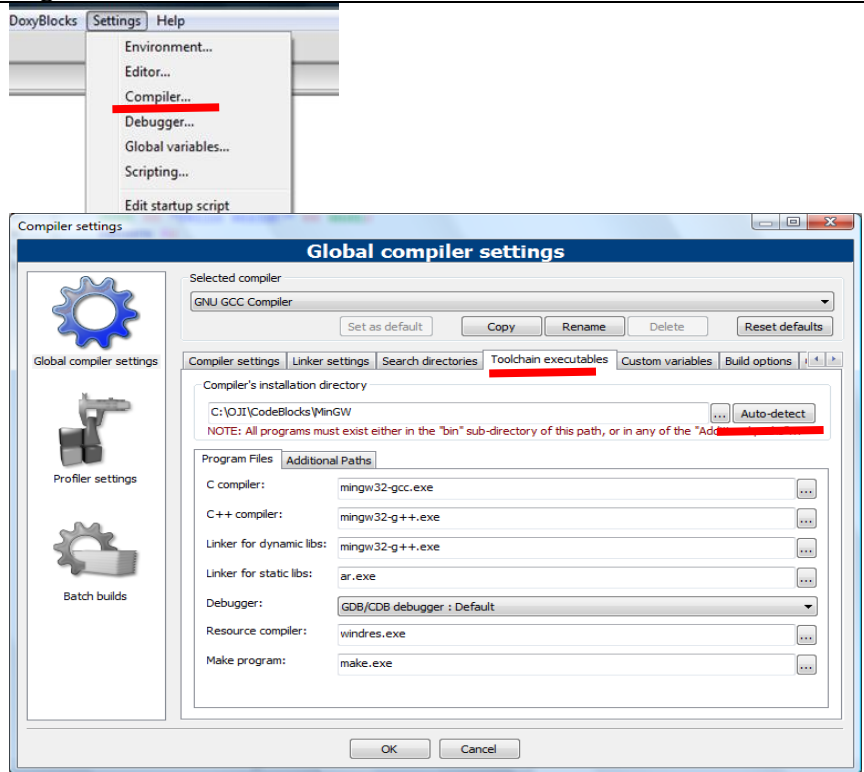 DoxyBlocks Settings Help
Environment...
Editor...
Compiler...
Debugger...
Global variables...
Scripting...
Edit startup script
Compiler settings
Global compiler settings
Selected compiler
GNU GCC Compiler
Set as default Copy Rename Delete Reset defaults
Global compiler settings
Compiler settings Linker settings Search directories Toolchain executables Custom variables Build options
Compiler's installation directory
C:\OJI\CodeBlocks\MinGW ... Auto-detect
NOTE: All programs must exist either in the "bin" sub-directory of this path, or in any of the
Program Files Additional Paths
Profiler settings
C compiler: mingw32-gcc.exe ...
C++ compiler: mingw32-g++.exe ...
Linker for dynamic libs: mingw32-g++.exe ...
Linker for static libs: ar.exe ...
Batch builds
Debugger: GDB/CDB debugger : Default
Resource compiler: windres.exe ...
Make program: make.exe ...
OK Cancel